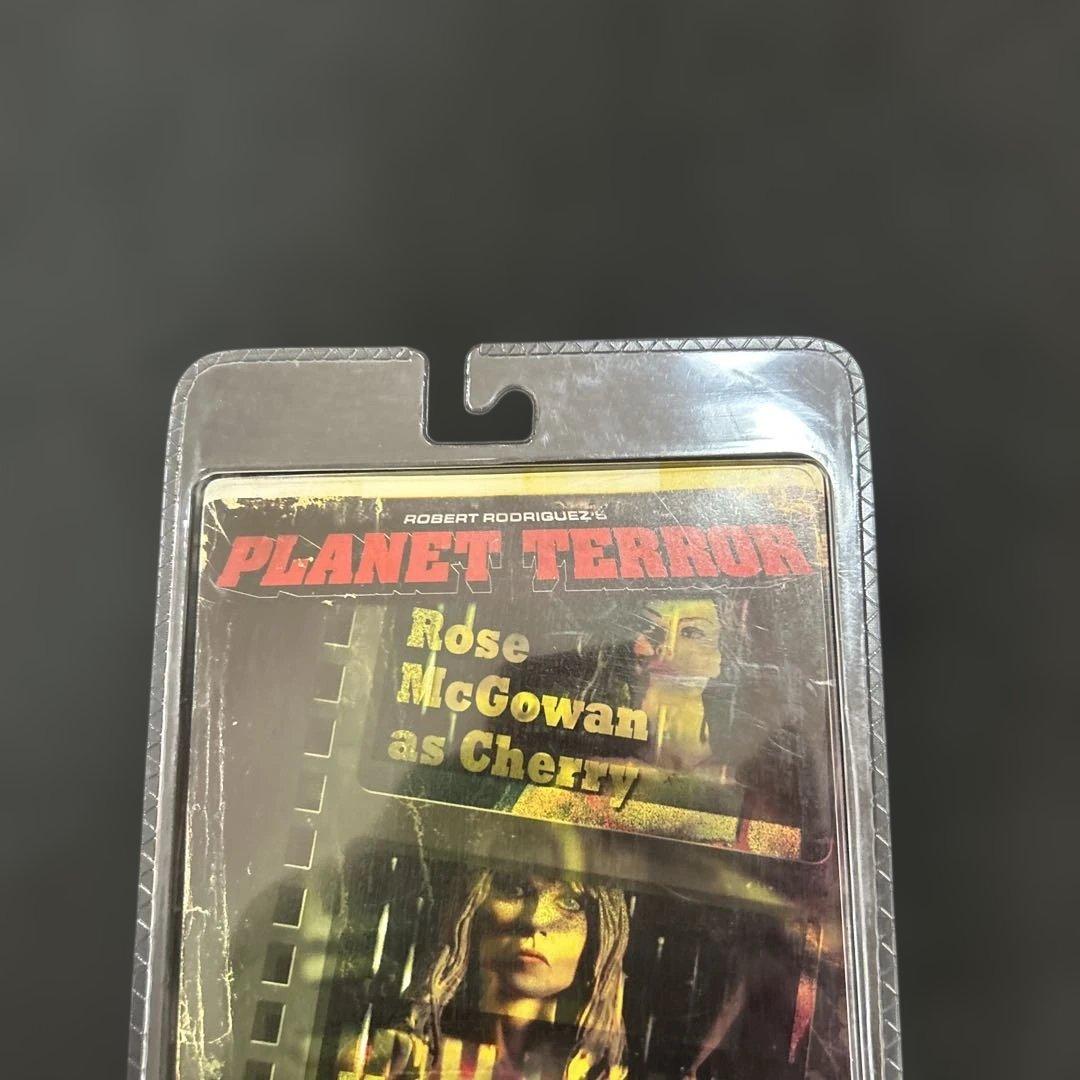 ROBERT RODRIGUEZ'S
PLANET TERROR
Rose
McGowan
as Cherry